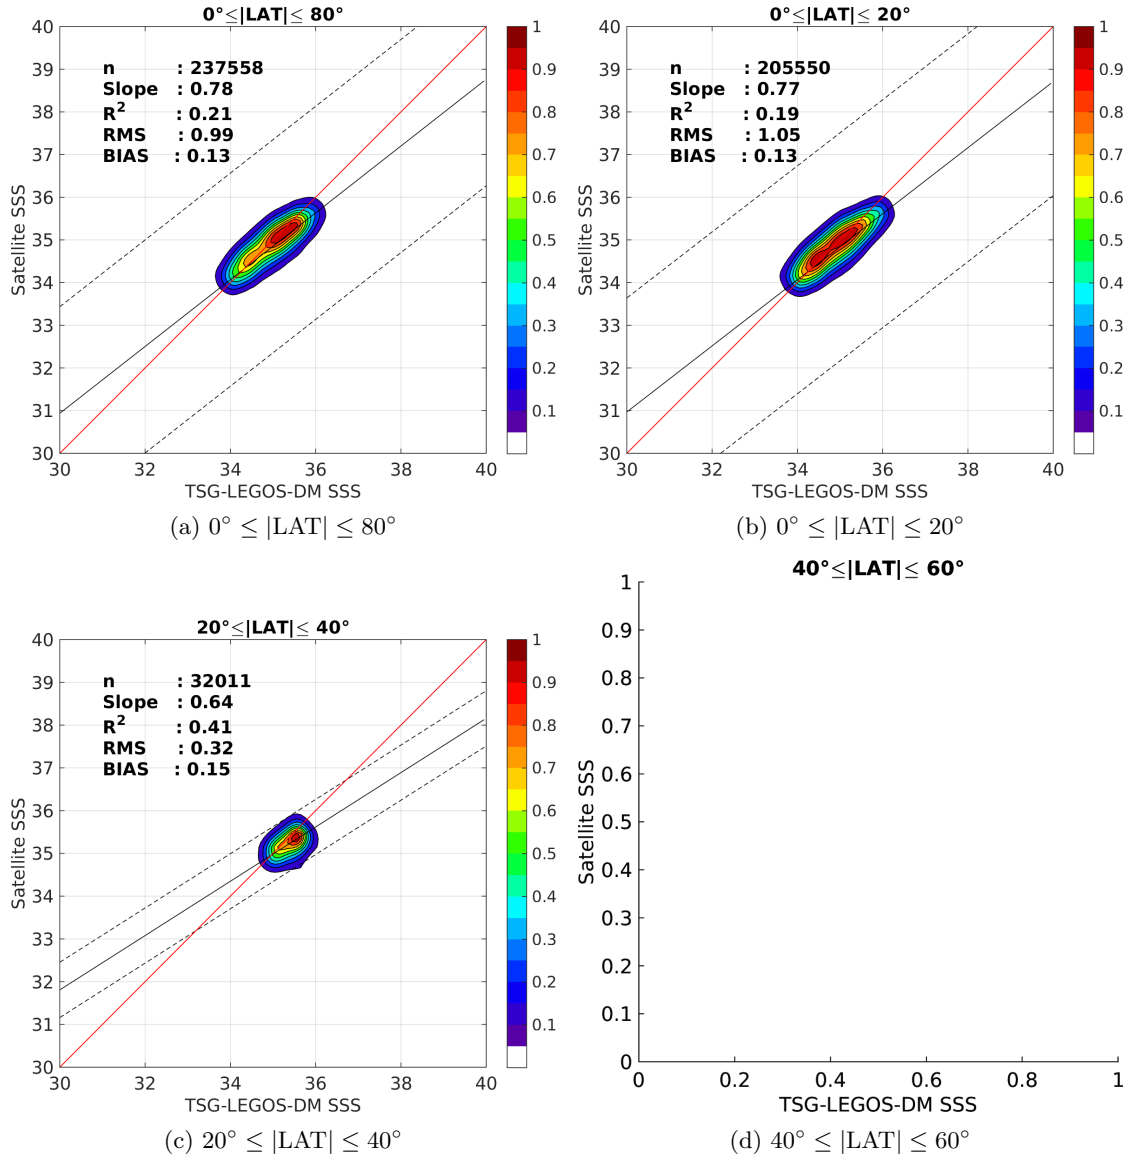 0°≤|LAT|≤ 80°
40
39
38
37
36
35
34
33
32
31
30
Satellite SSS
n : 237558
Slope : 0.78
R² : 0.21
RMS : 0.99
BIAS : 0.13
30 32 34 36 38 40
TSG-LEGOS-DM SSS
1
0.9
0.8
0.7
0.6
0.5
0.4
0.3
0.2
0.1
(a) 0° ≤ |LAT| ≤ 80°
0°≤|LAT|≤ 20°
40
39
38
37
36
35
34
33
32
31
30
Satellite SSS
n : 205550
Slope : 0.77
R² : 0.19
RMS : 1.05
BIAS : 0.13
30 32 34 36 38 40
TSG-LEGOS-DM SSS
1
0.9
0.8
0.7
0.6
0.5
0.4
0.3
0.2
0.1
(b) 0° ≤ |LAT| ≤ 20°
20°≤|LAT|≤ 40°
40
39
38
37
36
35
34
33
32
31
30
Satellite SSS
n : 32011
Slope : 0.64
R² : 0.41
RMS : 0.32
BIAS : 0.15
30 32 34 36 38 40
TSG-LEGOS-DM SSS
1
0.9
0.8
0.7
0.6
0.5
0.4
0.3
0.2
0.1
(c) 20° ≤ |LAT| ≤ 40°
40°≤|LAT|≤ 60°
1
0.9
0.8
0.7
0.6
0.5
0.4
0.3
0.2
0.1
0
Satellite SSS
0 0.2 0.4 0.6 0.8 1
TSG-LEGOS-DM SSS
(d) 40° ≤ |LAT| ≤ 60°